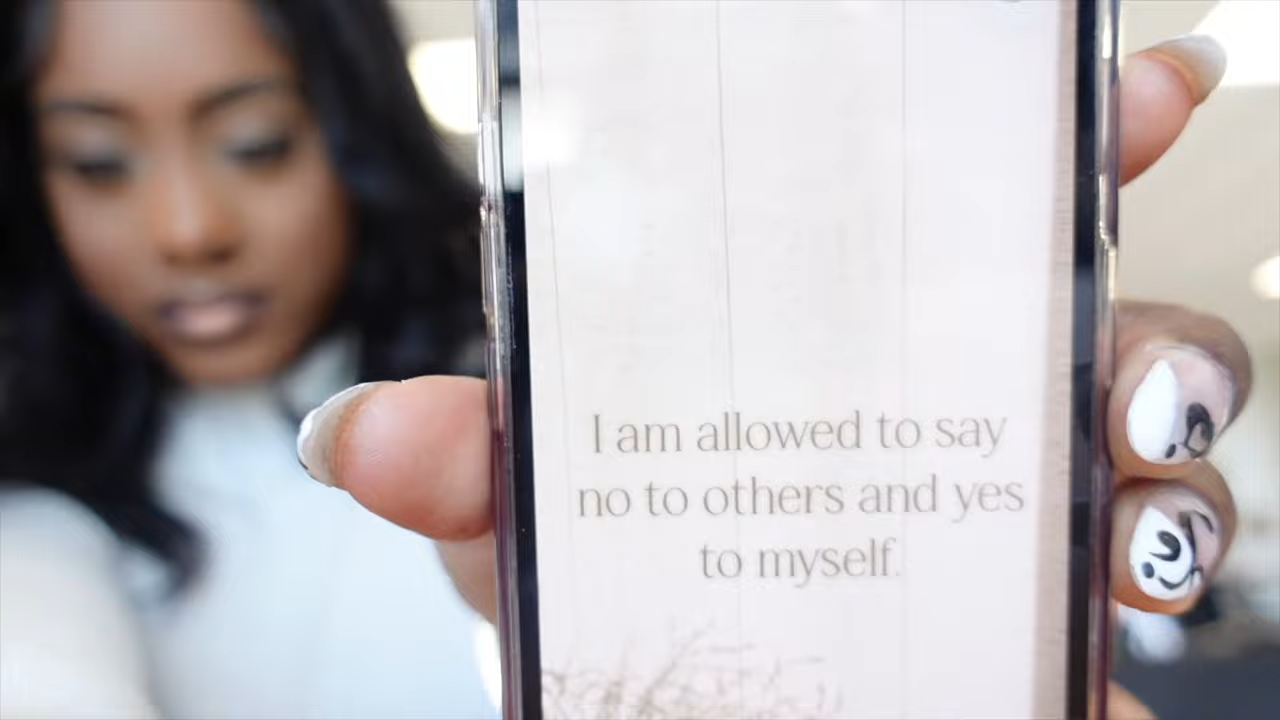 I am allowed to say
no to others and yes
to myself.